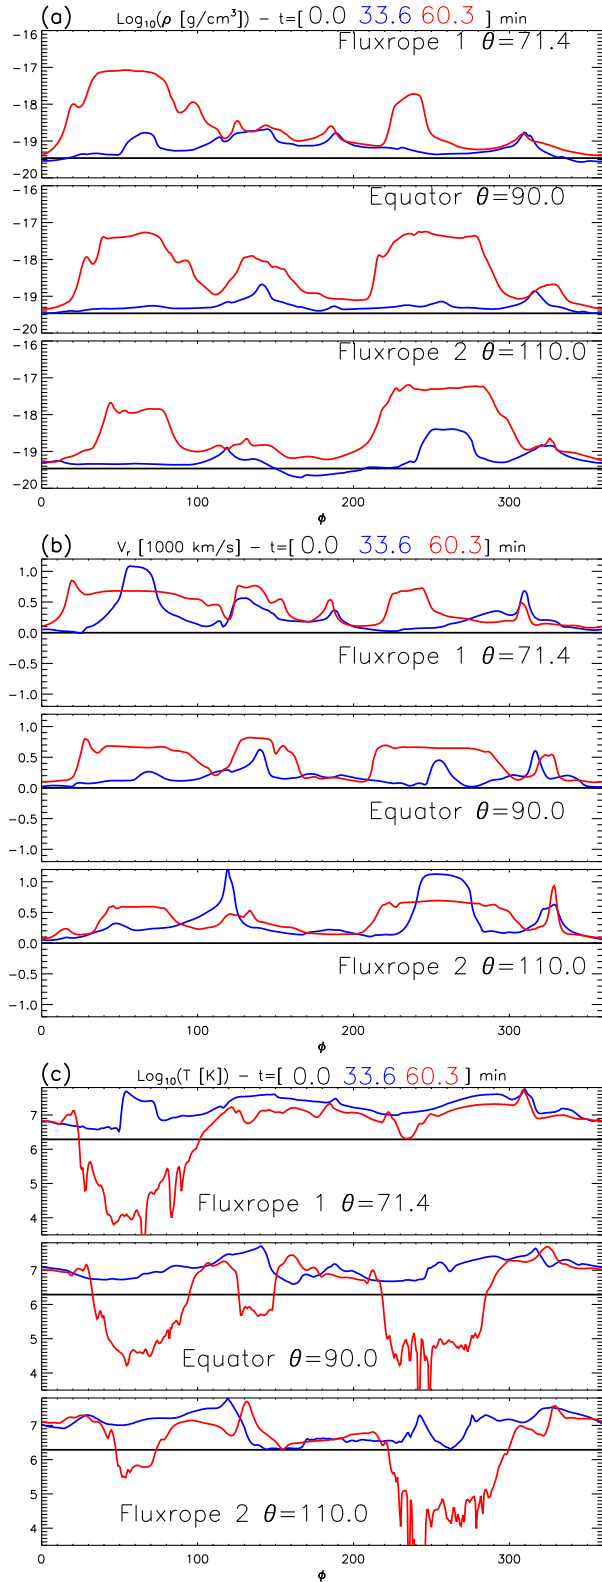 (a) Log₁₀(ρ [g/cm³]) – t=[ 0.0 33.6 60.3 ] min
−16
Fluxrope 1 θ=71.4
−17
−18
−19
−20
−16
Equator θ=90.0
−17
−18
−19
−20
−16
Fluxrope 2 θ=110.0
−17
−18
−19
−20
0 100 200 300
φ
(b) Vᵣ [1000 km/s] – t=[ 0.0 33.6 60.3 ] min
1.0
0.5
0.0
−0.5
Fluxrope 1 θ=71.4
−1.0
1.0
0.5
0.0
−0.5
Equator θ=90.0
−1.0
1.0
0.5
0.0
−0.5
Fluxrope 2 θ=110.0
−1.0
0 100 200 300
φ
(c) Log₁₀(T [K]) – t=[ 0.0 33.6 60.3 ] min
7
6
5
Fluxrope 1 θ=71.4
4
7
6
5
Equator θ=90.0
4
7
6
5
Fluxrope 2 θ=110.0
4
0 100 200 300
φ